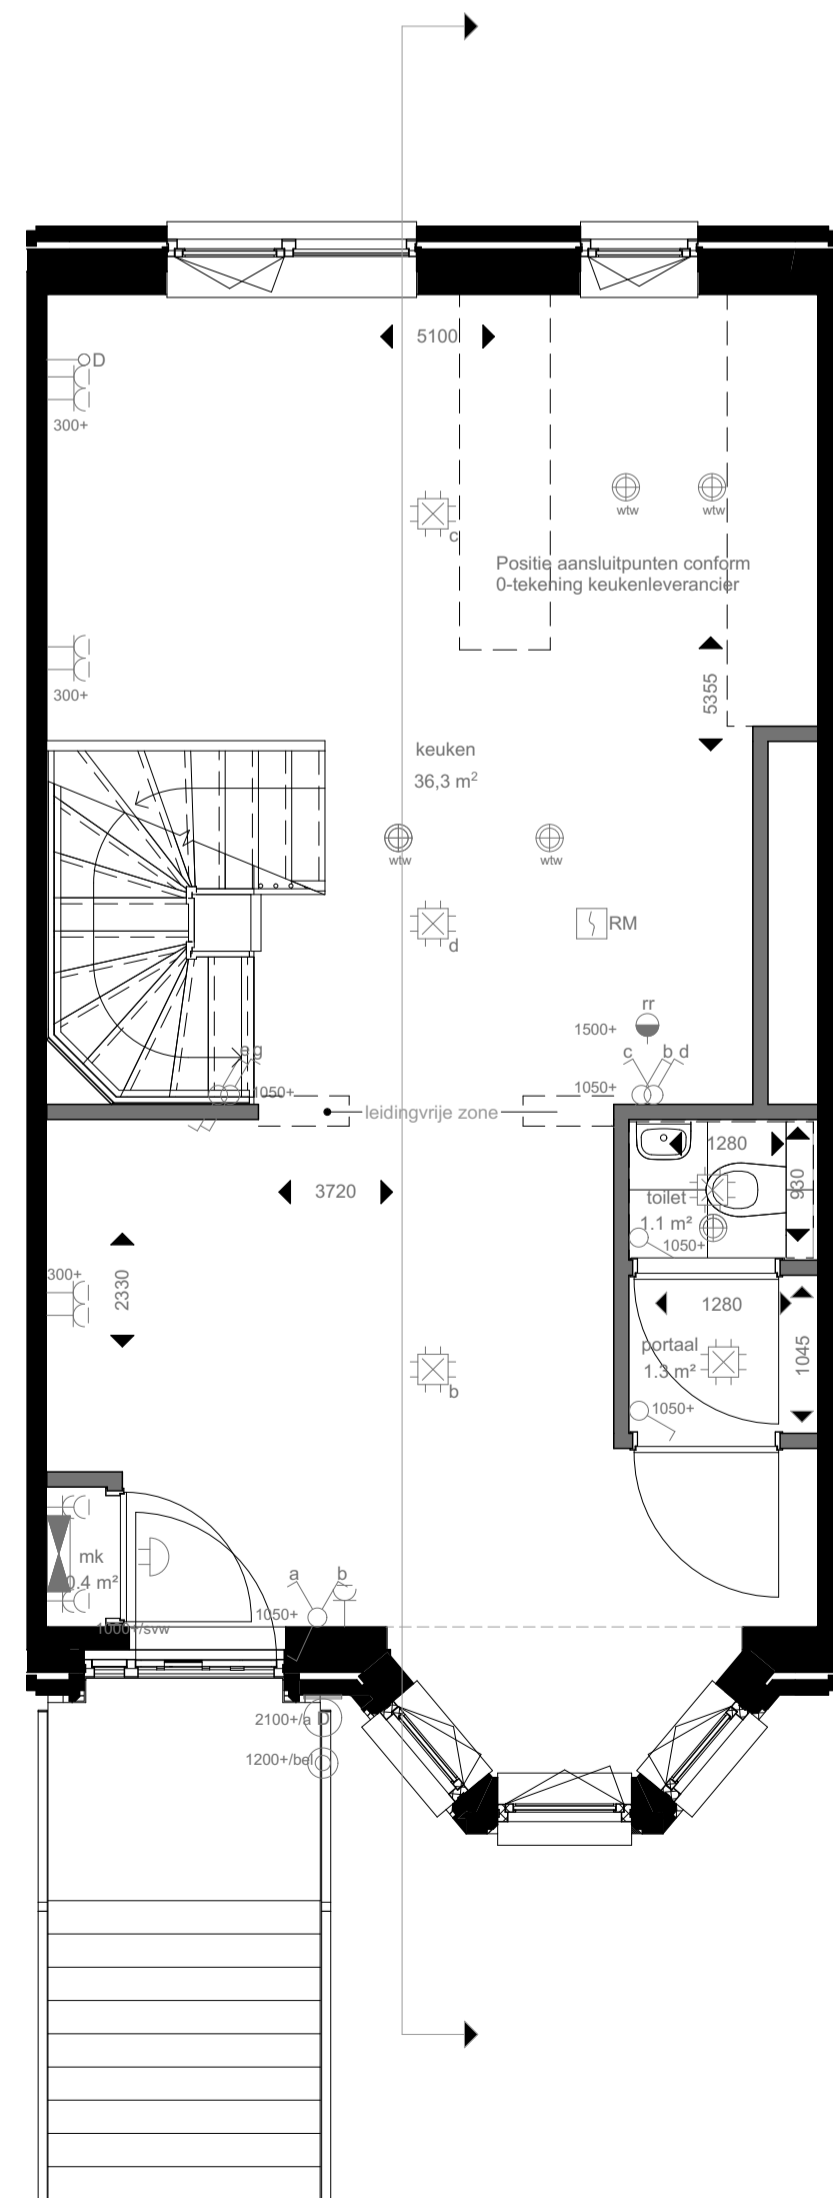 5100
D
300+
wtw
wtw
c
Positie aansluitpunten conform
0-tekening keukenleverancier
300+
5355
keuken
36,3 m²
wtw
wtw
d
RM
rr
1500+
c
b d
e g
1050+
1050+
leidingvrije zone
1280
930
toilet
1.1 m²
1050+
3720
300+
2330
1280
portaal
1.3 m²
1045
1050+
b
mk
0.4 m²
a
b
1050+
1000+/svw
2100+/a D
1200+/bel